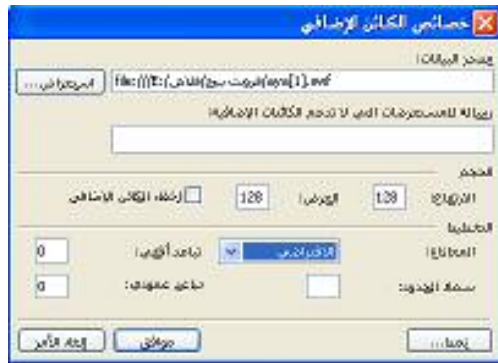 خصائص الكائن الإضافي
مصدر البيانات:
استعراض...
رسالة للمستعرضات التي لا تدعم الكائنات الإضافية:
الحجم
الارتفاع: 128 العرض: 128 إخفاء الكائن الإضافي
التخطيط
المحاذاة: الافتراضي تباعد أفقي: 0
سمك الحدود: تباعد عمودي: 0
نمط... موافق إلغاء الأمر